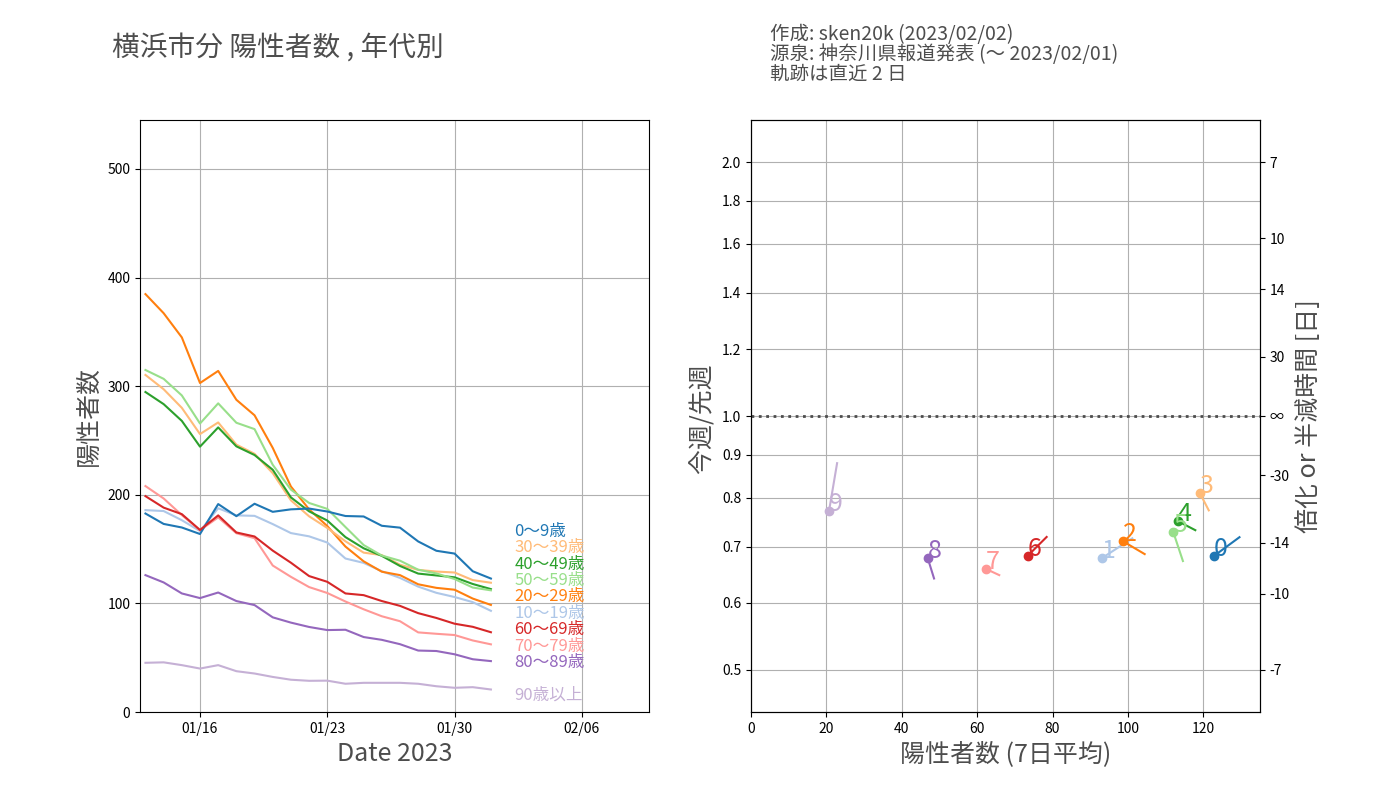 横浜市分 陽性者数 , 年代別
作成: sken20k (2023/02/02)
源泉: 神奈川県報道発表 (〜 2023/02/01)
軌跡は直近 2 日
陽性者数
500
400
300
200
100
0
01/16
01/23
01/30
02/06
Date 2023
0〜9歳
30〜39歳
40〜49歳
50〜59歳
20〜29歳
10〜19歳
60〜69歳
70〜79歳
80〜89歳
90歳以上
今週/先週
2.0
1.8
1.6
1.4
1.2
1.0
0.9
0.8
0.7
0.6
0.5
0
20
40
60
80
100
120
陽性者数 (7日平均)
7
10
14
30
∞
-30
-14
-10
-7
倍化 or 半減時間 [日]
9
8
7
6
1
2
5
4
3
0